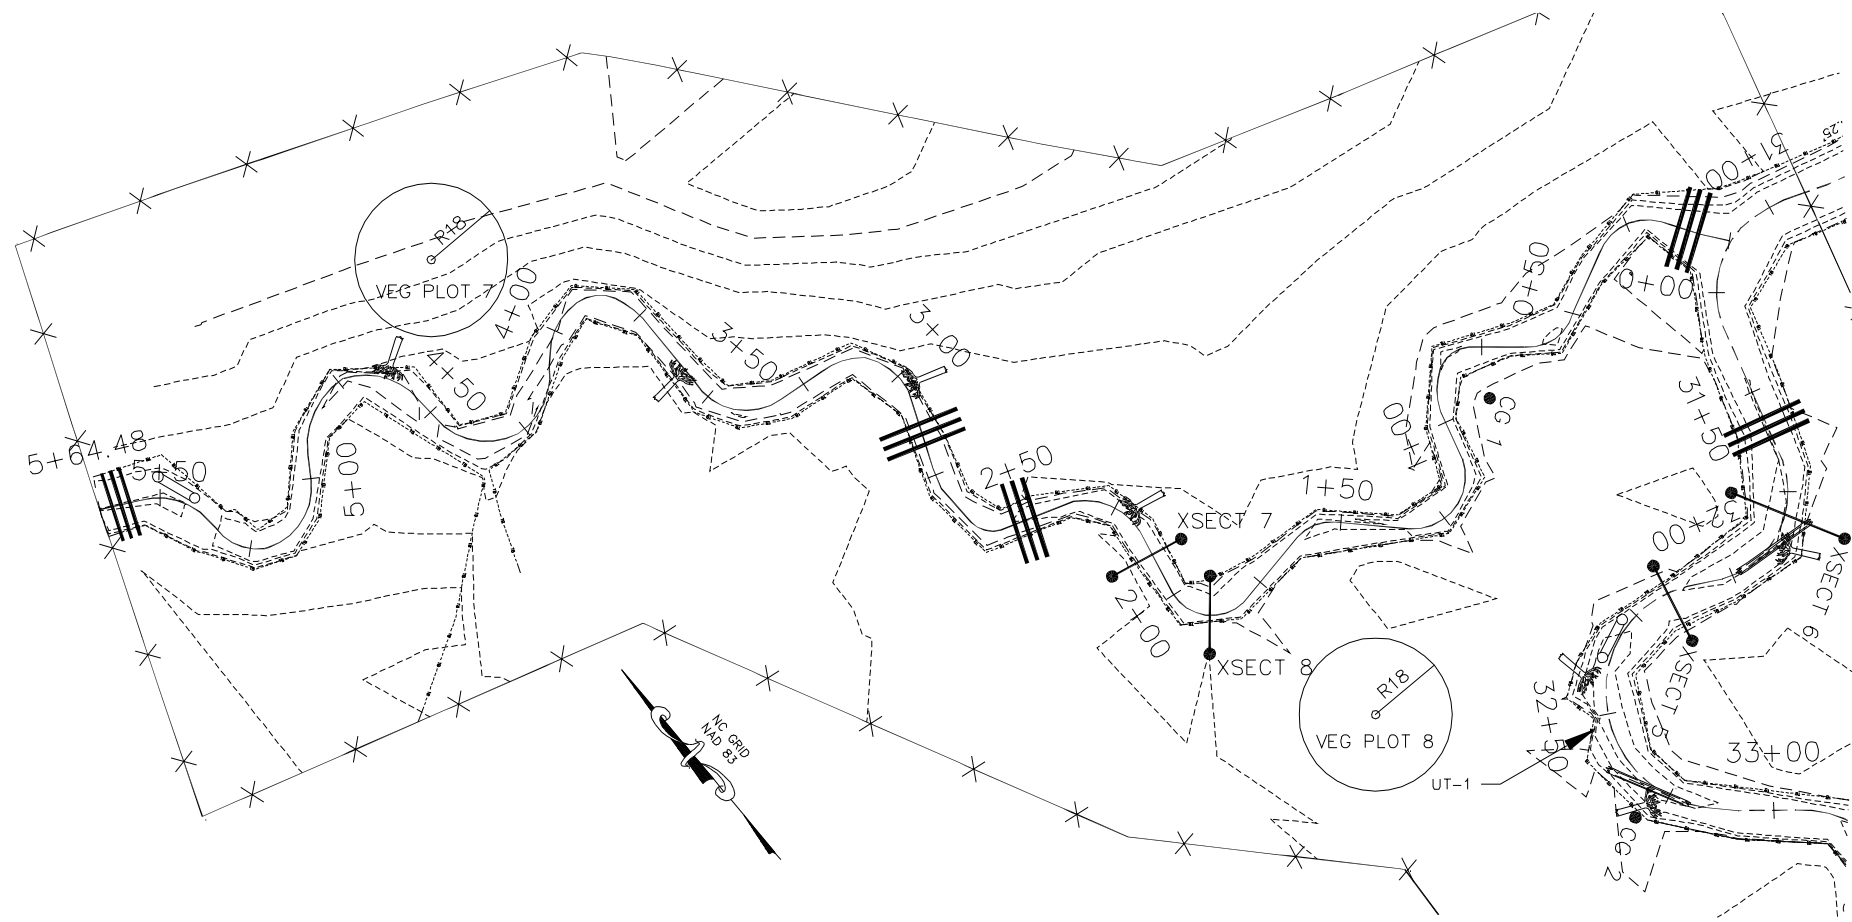 R18
VEG PLOT 7
4+00
3+50
3+00
4+50
5+64.48
5+50
5+00
2+50
XSECT 7
2+00
XSECT 8
1+50
1+00
0+50
0+00
CG 1
31+00
25'
31+50
32+00
XSECT 6
XSECT 5
32+50
33+00
UT-1
CG 2
R18
VEG PLOT 8
NC GRID
NAD 83